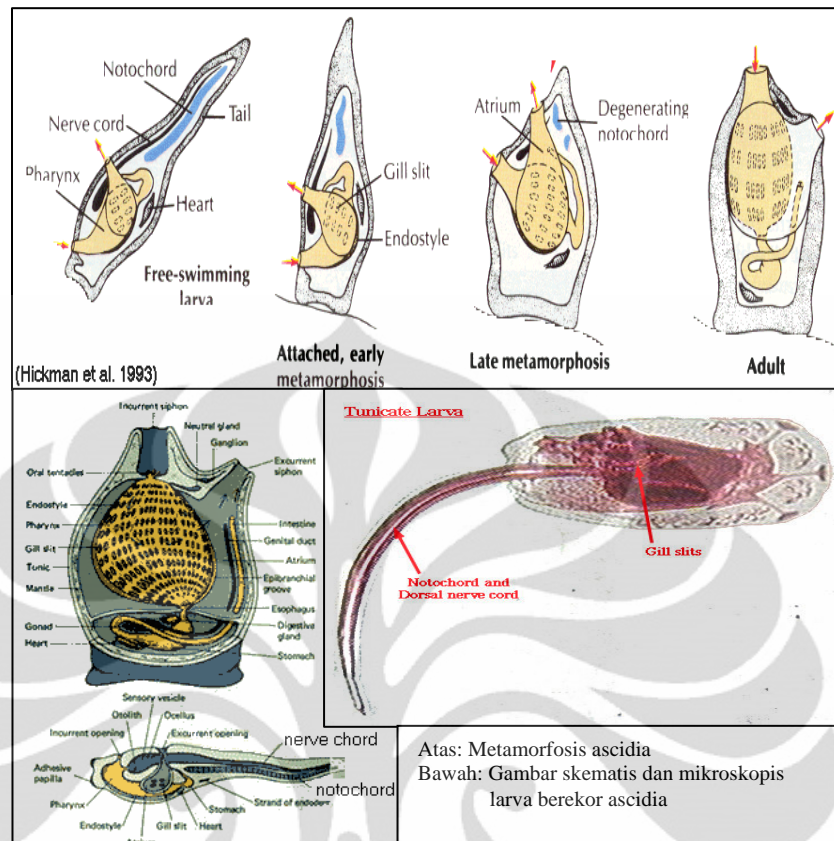 Notochord
Nerve cord
Tail
Pharynx
Heart
Free-swimming
larva
Gill slit
Endostyle
Attached, early
metamorphosis
Atrium
Degenerating
notochord
Late metamorphosis
Adult
(Hickman et al. 1993)
Incurrent siphon
Neutral gland
Ganglion
Excurrent
siphon
Oral tentacles
Endostyle
Pharynx
Gill slit
Tunic
Mantle
Gonad
Heart
Intestine
Genital duct
Atrium
Epibranchial
groove
Esophagus
Digestive
gland
Stomach
Tunicate Larva
Gill slits
Notochord and
Dorsal nerve cord
Sensory vesicle
Otolith
Ocellus
Incurrent opening
Excurrent opening
nerve chord
Adhesive
papilla
notochord
Pharynx
Strand of
Stomach
Endostyle
Gill slit
Heart
Atas: Metamorfosis ascidia
Bawah: Gambar skematis dan mikroskopis
larva berekor ascidia